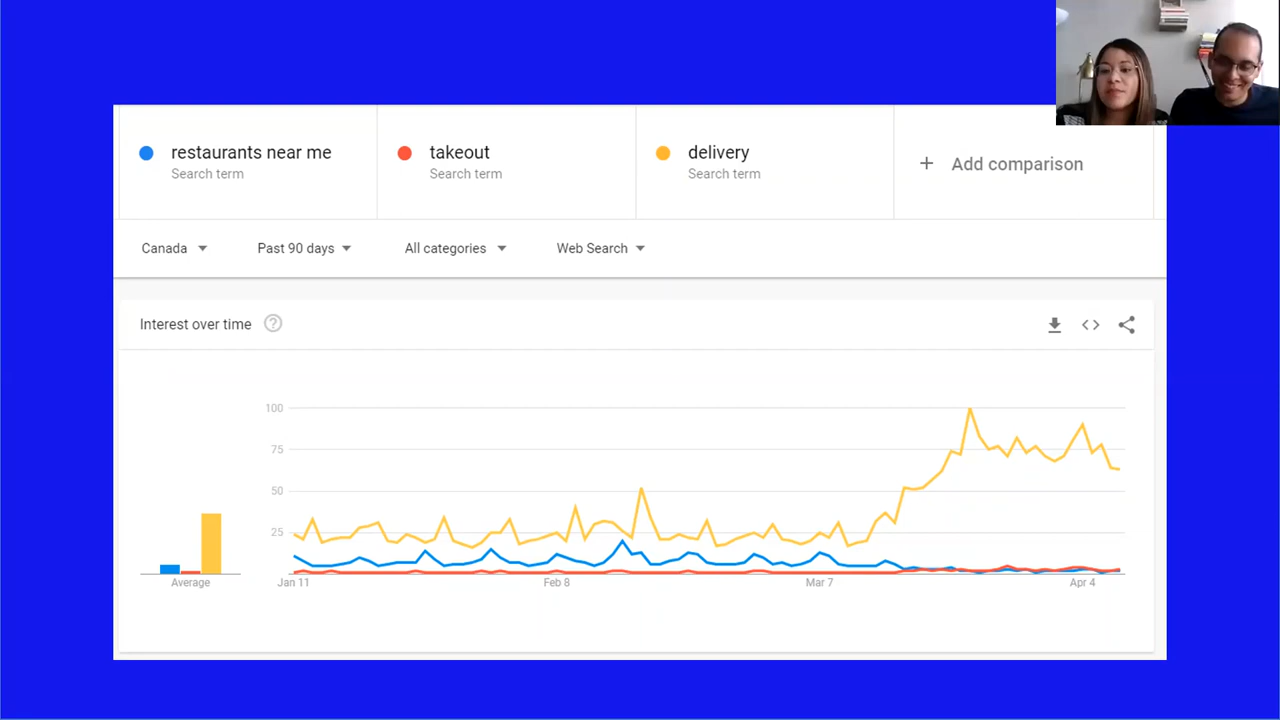 restaurants near me
Search term
takeout
Search term
delivery
Search term
+ Add comparison
Canada
Past 90 days
All categories
Web Search
Interest over time ?
100
75
50
25
Average
Jan 11
Feb 8
Mar 7
Apr 4